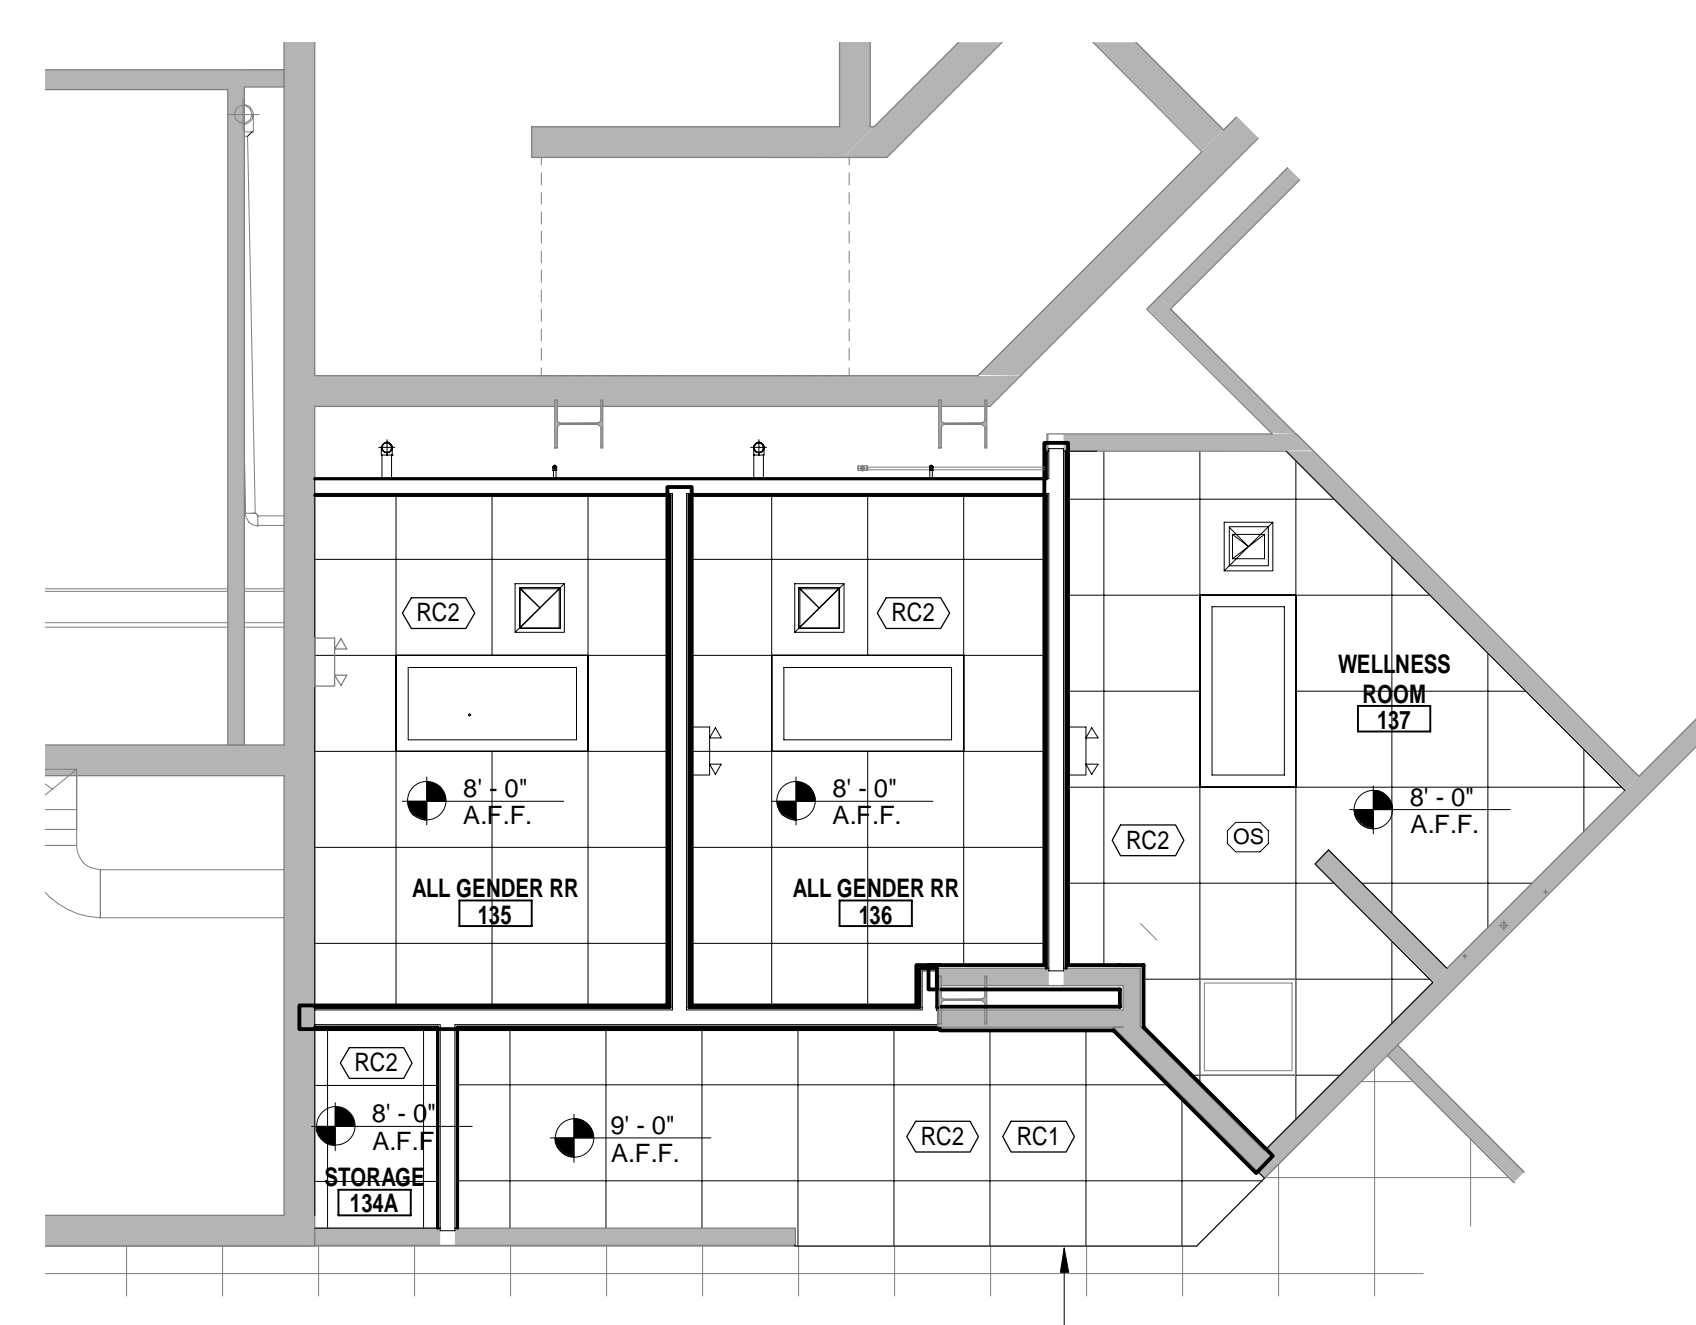 RC2
RC2
WELLNESS
ROOM
137
8' - 0"
A.F.F.
8' - 0"
A.F.F.
8' - 0"
A.F.F.
RC2
OS
ALL GENDER RR
135
ALL GENDER RR
136
RC2
8' - 0"
A.F.F.
STORAGE
134A
9' - 0"
A.F.F.
RC2
RC1